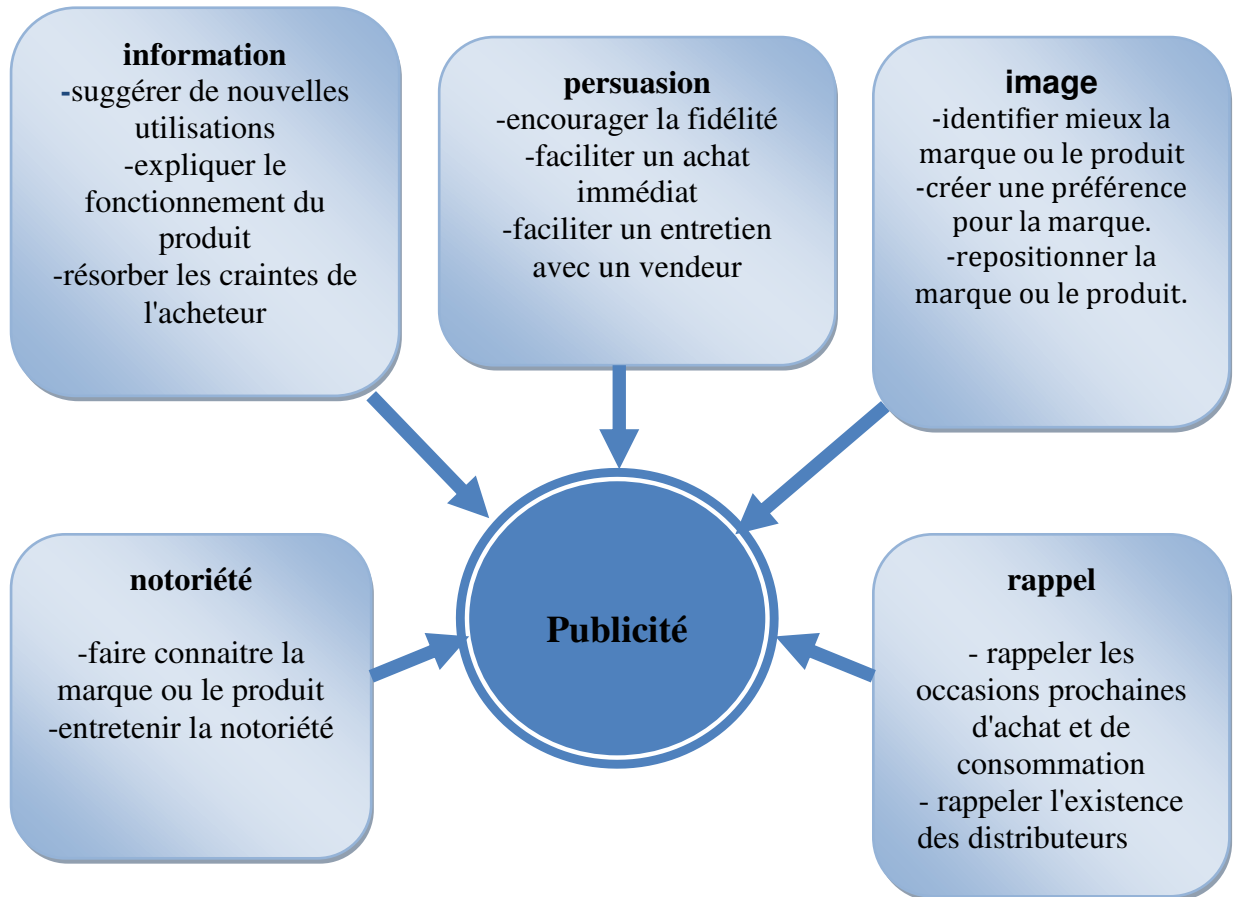 information
-suggérer de nouvelles
utilisations
-expliquer le
fonctionnement du
produit
-résorber les craintes de
l'acheteur
persuasion
-encourager la fidélité
-faciliter un achat
immédiat
-faciliter un entretien
avec un vendeur
image
-identifier mieux la
marque ou le produit
-créer une préférence
pour la marque.
-repositionner la
marque ou le produit.
notoriété
-faire connaitre la
marque ou le produit
-entretenir la notoriété
Publicité
rappel
- rappeler les
occasions prochaines
d'achat et de
consommation
- rappeler l'existence
des distributeurs